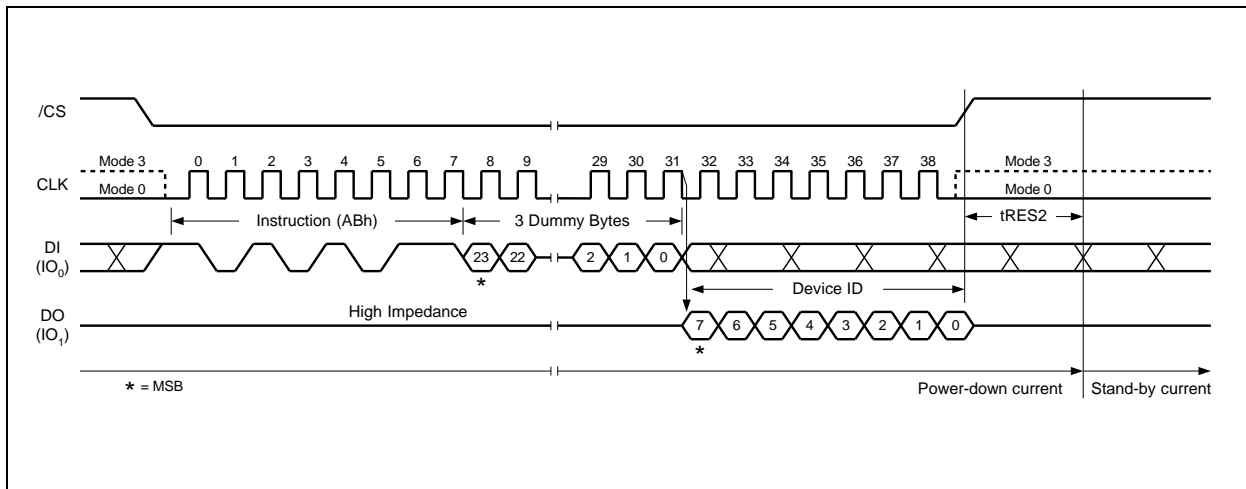 /CS
Mode 3
0 1 2 3 4 5 6 7 8 9 29 30 31 32 33 34 35 36 37 38
Mode 3
CLK
Mode 0
Mode 0
Instruction (ABh)
3 Dummy Bytes
tRES2
DI
(IO0)
23 22 2 1 0
*
Device ID
High Impedance
DO
(IO1)
7 6 5 4 3 2 1 0
*
* = MSB
Power-down current
Stand-by current